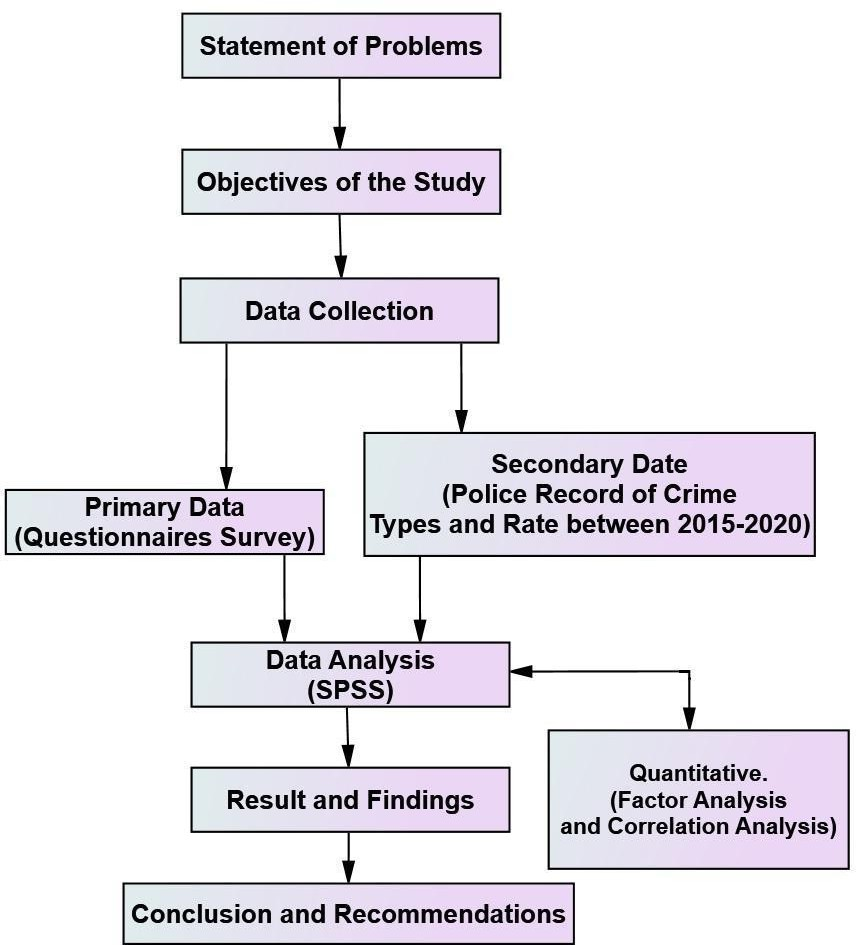 Statement of Problems
Objectives of the Study
Data Collection
Secondary Date
(Police Record of Crime
Types and Rate between 2015-2020)
Primary Data
(Questionnaires Survey)
Data Analysis
(SPSS)
Quantitative.
(Factor Analysis
and Correlation Analysis)
Result and Findings
Conclusion and Recommendations